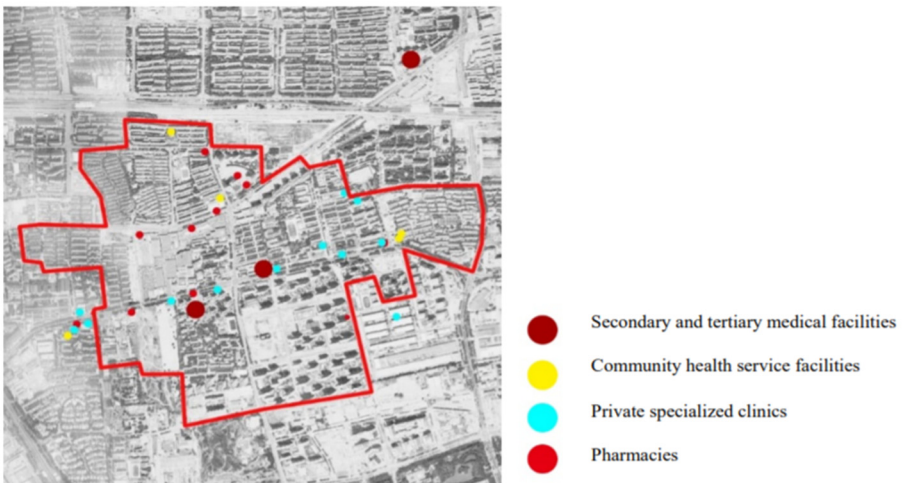 Secondary and tertiary medical facilities
Community health service facilities
Private specialized clinics
Pharmacies